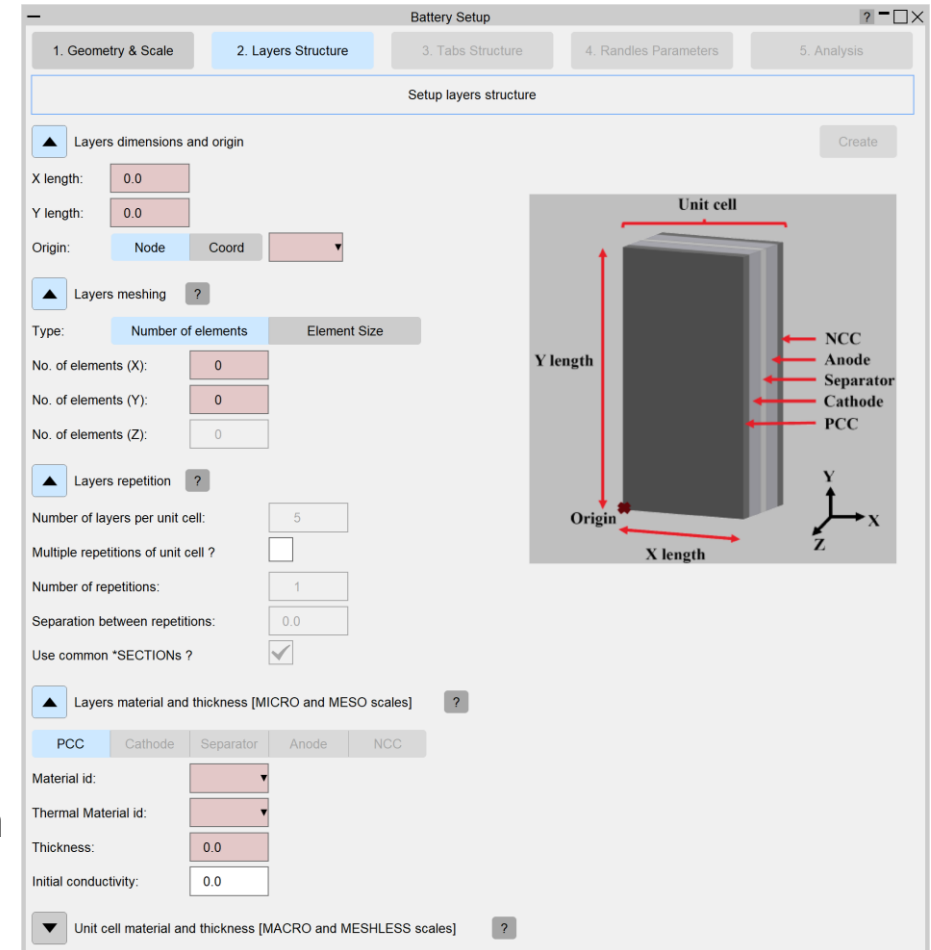 Battery Setup ?
1. Geometry & Scale 2. Layers Structure 3. Tabs Structure 4. Randles Parameters 5. Analysis
Setup layers structure
Layers dimensions and origin Create
X length: 0.0
Y length: 0.0
Origin: Node Coord
Layers meshing ?
Type: Number of elements Element Size
No. of elements (X): 0
No. of elements (Y): 0
No. of elements (Z): 0
Layers repetition ?
Number of layers per unit cell: 5
Multiple repetitions of unit cell ?
Number of repetitions: 1
Separation between repetitions: 0.0
Use common *SECTIONs ?
Layers material and thickness [MICRO and MESO scales] ?
PCC Cathode Separator Anode NCC
Material id:
Thermal Material id:
Thickness: 0.0
Initial conductivity: 0.0
Unit cell material and thickness [MACRO and MESHLESS scales] ?
Unit cell
Y length
NCC
Anode
Separator
Cathode
PCC
Origin
X length
Y
X
Z